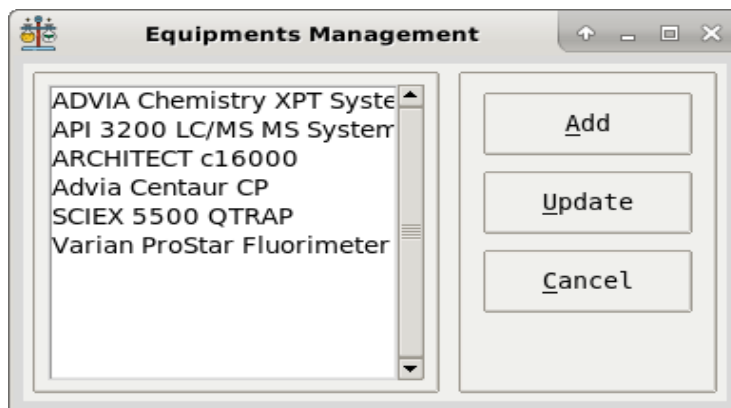 Equipments Management
ADVIA Chemistry XPT Syste
API 3200 LC/MS MS System
ARCHITECT c16000
Advia Centaur CP
SCIEX 5500 QTRAP
Varian ProStar Fluorimeter
Add
Update
Cancel